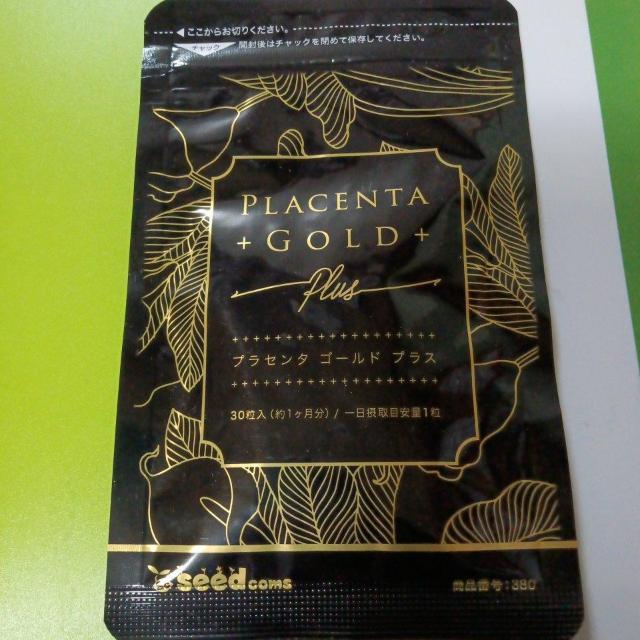 ◀ここからお切りください。
チャック 開封後はチャックを閉めて保存してください。
PLACENTA
+GOLD+
Plus
プラセンタ ゴールド プラス
30粒入(約1ヶ月分)/一日摂取目安量1粒
seedcoms 商品番号:380